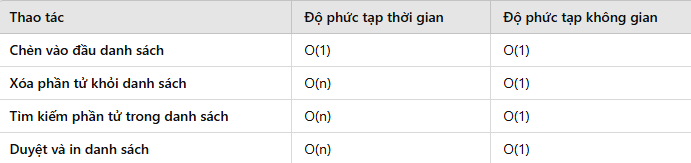 Thao tác Độ phức tạp thời gian Độ phức tạp không gian
Chèn vào đầu danh sách O(1) O(1)
Xóa phần tử khỏi danh sách O(n) O(1)
Tìm kiếm phần tử trong danh sách O(n) O(1)
Duyệt và in danh sách O(n) O(1)